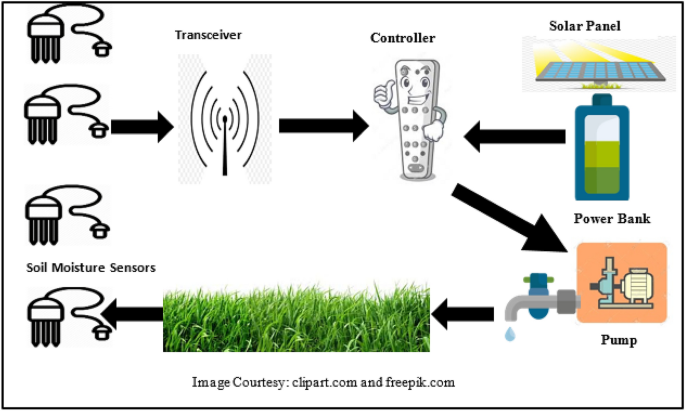 Transceiver
Controller
Solar Panel
Power Bank
Soil Moisture Sensors
Pump
Image Courtesy: clipart.com and freepik.com